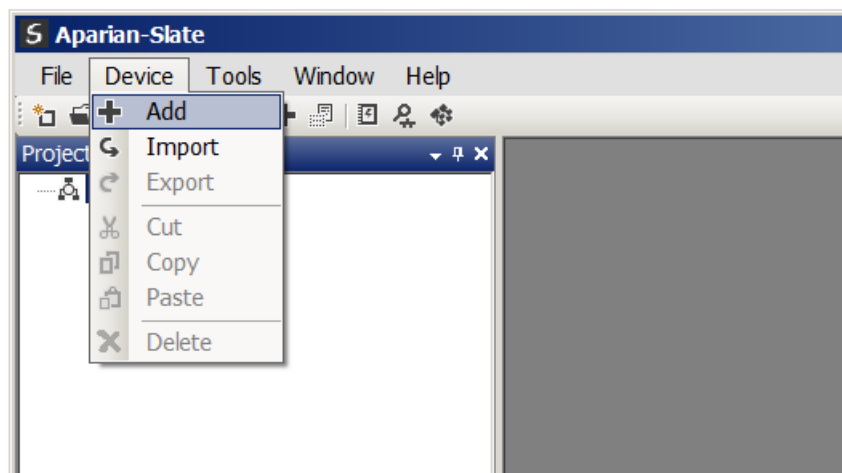 S Aparian-Slate
File Device Tools Window Help
Add
Project
Import
Export
Cut
Copy
Paste
Delete